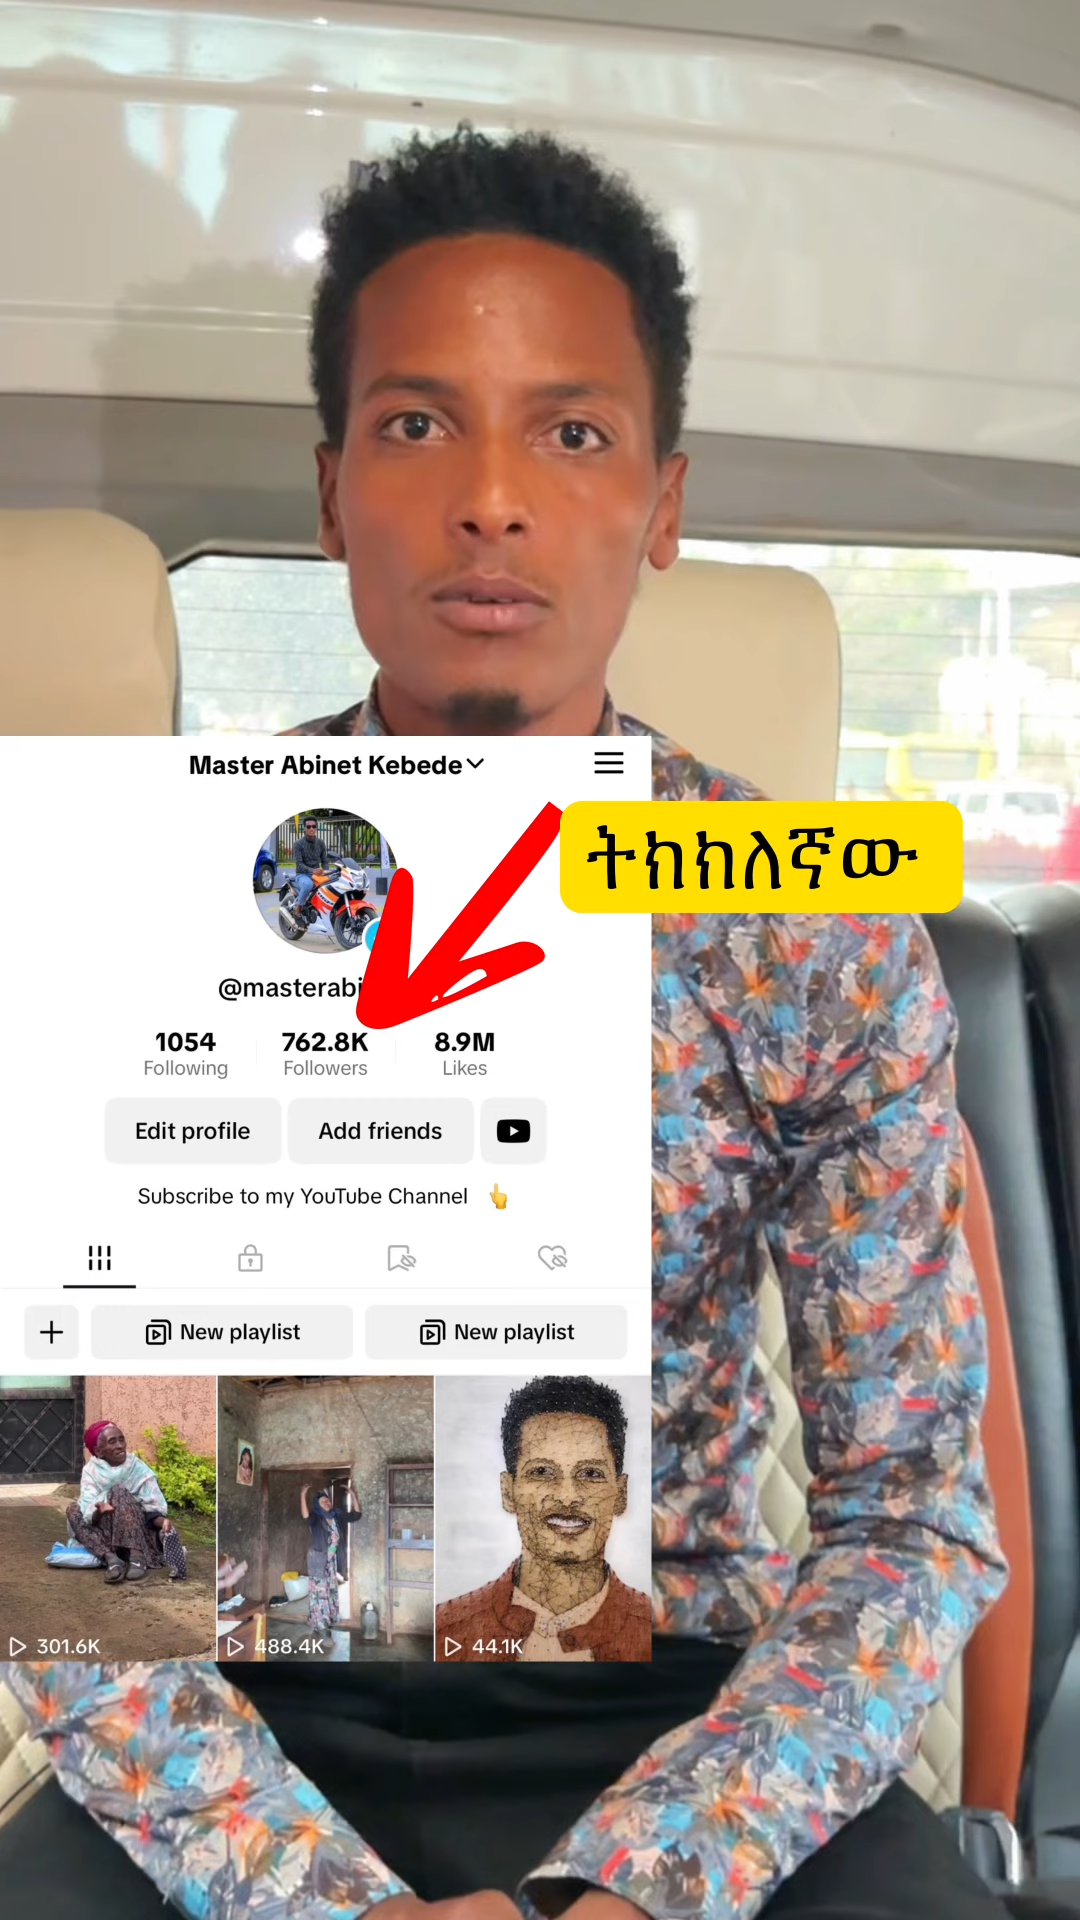 Master Abinet Kebede
ትክክለኛው
1054
Following
762.8K
Followers
8.9M
Likes
Edit profile
Add friends
Subscribe to my YouTube Channel 👆
New playlist
New playlist
301.6K
488.4K
44.1K